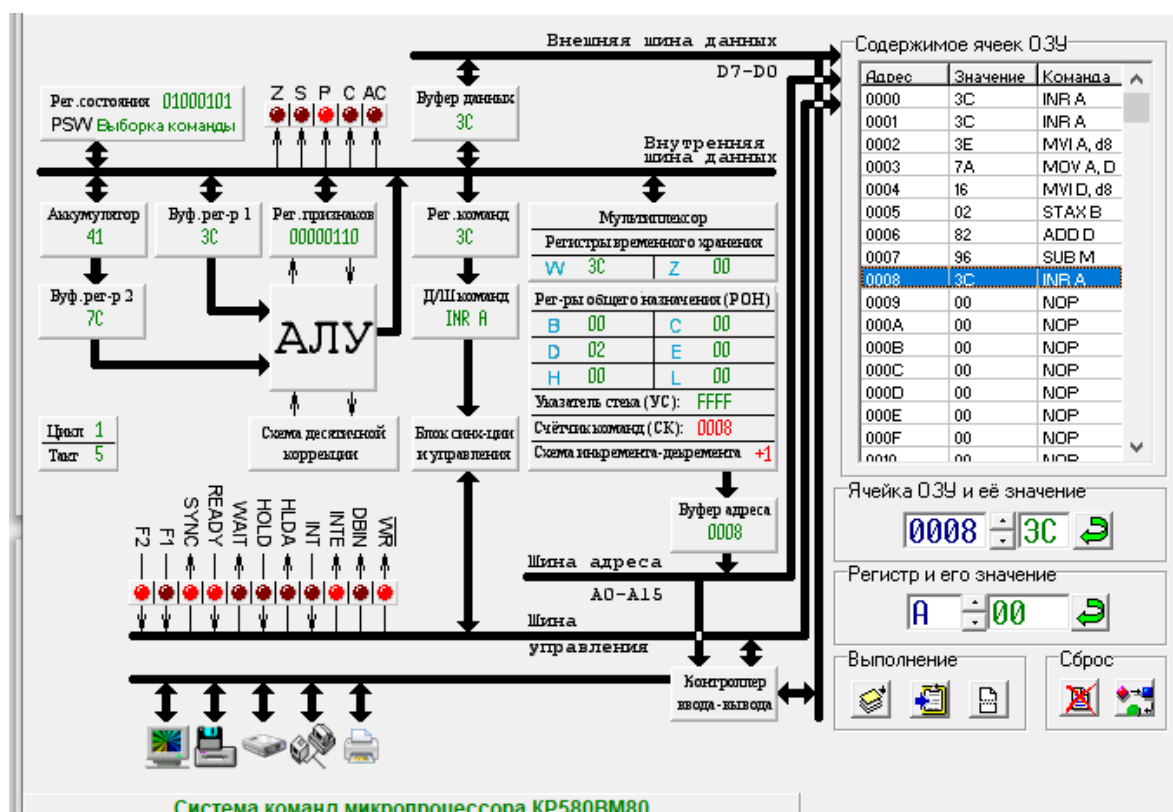 Внешняя шина данных
D7-D0
Рег.состояния 01000101
PSW Выборка команды
Z S P C AC
Буфер данных
3C
Внутренняя
шина данных
Аккумулятор
41
Буф.рег-р 1
3C
Рег.признаков
00000110
Рег.команд
3C
Мультиплексор
Регистры временного хранения
W 3C Z 00
Буф.рег-р 2
7C
АЛУ
Д/Ш команд
INR A
Рег-ры общего назначения (РОН)
B 00 C 00
D 02 E 00
H 00 L 00
Указатель стека (УС): FFFF
Счётчик команд (СК): 0008
Схема инкремента-декремента +1
Цикл 1
Такт 5
Схема десятичной
коррекции
Блок синх-ции
и управления
Буфер адреса
0008
F2 F1 SYNC READY WAIT HOLD HLDA INT INTE DBIN WR
Шина адреса
A0-A15
Шина
управления
Контроллер
ввода-вывода
Содержимое ячеек ОЗУ
Адрес Значение Команда
0000 3C INR A
0001 3C INR A
0002 3E MVI A, d8
0003 7A MOV A, D
0004 16 MVI D, d8
0005 02 STAX B
0006 82 ADD D
0007 96 SUB M
0008 3C INR A
0009 00 NOP
000A 00 NOP
000B 00 NOP
000C 00 NOP
000D 00 NOP
000E 00 NOP
000F 00 NOP
0010 00 NOP
Ячейка ОЗУ и её значение
0008 3C
Регистр и его значение
A 00
Выполнение
Сброс
Система команд микропроцессора КР580ВМ80